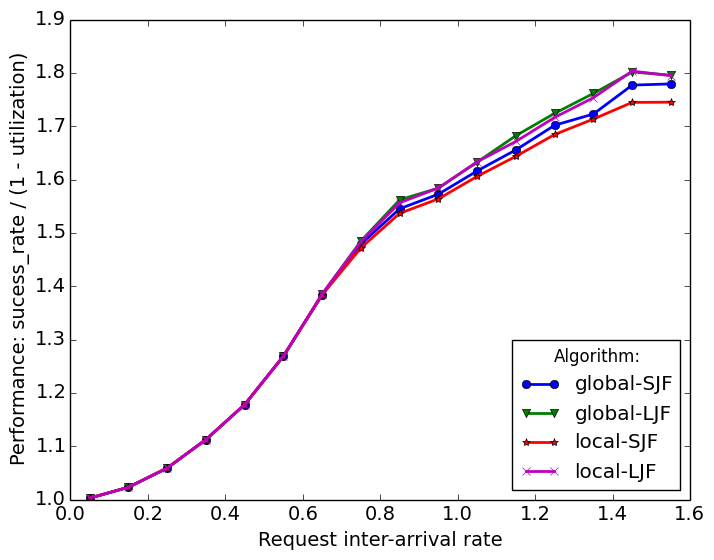 1.9
1.8
1.7
1.6
1.5
1.4
1.3
1.2
1.1
1.0
Performance: sucess_rate / (1 - utilization)
0.0 0.2 0.4 0.6 0.8 1.0 1.2 1.4 1.6
Request inter-arrival rate
Algorithm:
global-SJF
global-LJF
local-SJF
local-LJF